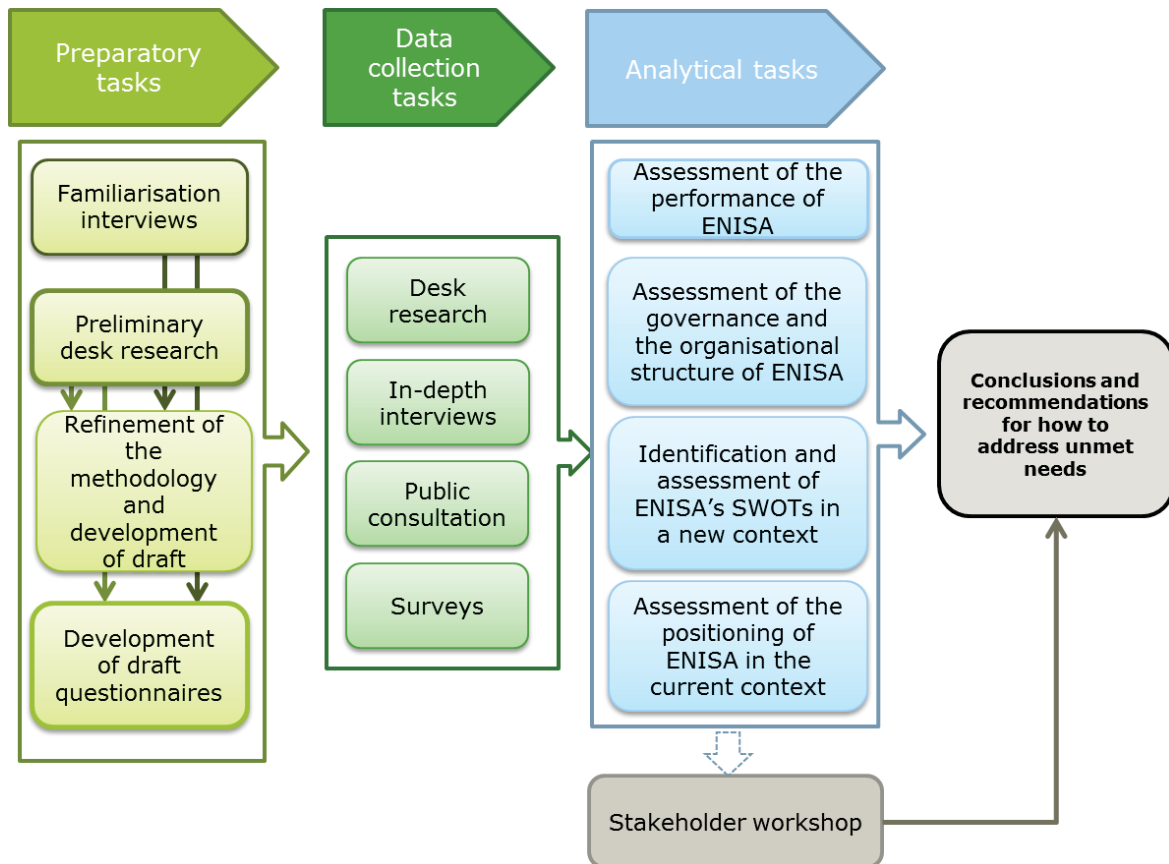 Preparatory
tasks
Data
collection
tasks
Analytical tasks
Familiarisation
interviews
Preliminary
desk research
Refinement of
the
methodology
and
development
of draft
Development
of draft
questionnaires
Desk
research
In-depth
interviews
Public
consultation
Surveys
Assessment of the
performance of
ENISA
Assessment of the
governance and
the organisational
structure of ENISA
Identification and
assessment of
ENISA’s SWOTs in
a new context
Assessment of the
positioning of
ENISA in the
current context
Stakeholder workshop
Conclusions and
recommendations
for how to
address unmet
needs